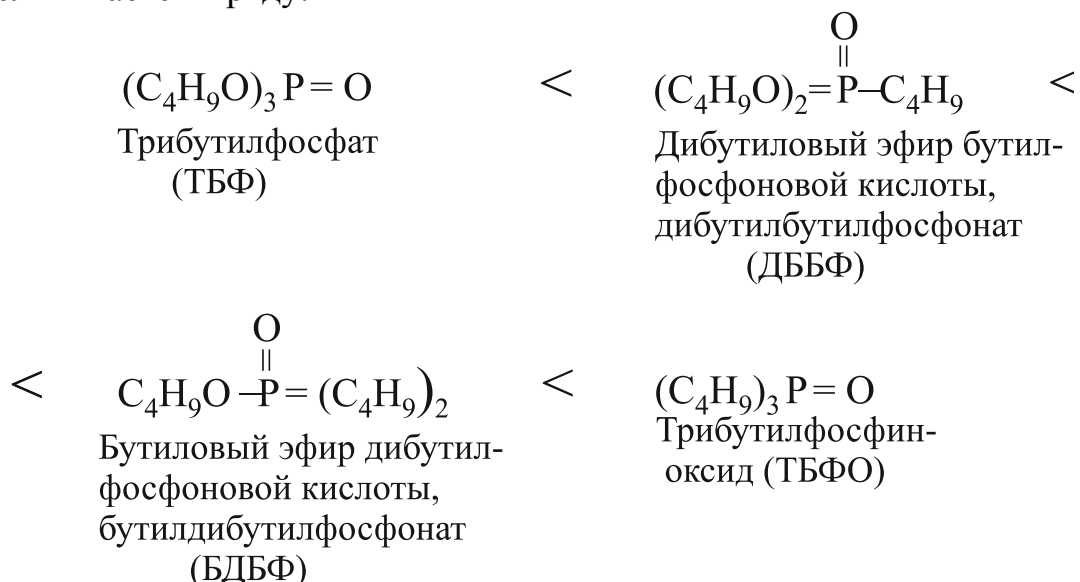 (C₄H₉O)₃P = O < (C₄H₉O)₂=P–C₄H₉ <
O
||
Трибутилфосфат
(ТБФ)
Дибутиловый эфир бутил-
фосфоновой кислоты,
дибутилбутилфосфонат
(ДББФ)
O
||
< C₄H₉O–P=(C₄H₉)₂ < (C₄H₉)₃P = O
Бутиловый эфир дибутил-
фосфоновой кислоты,
бутилдибутилфосфонат
(БДБФ)
Трибутилфосфин-
оксид (ТБФО)